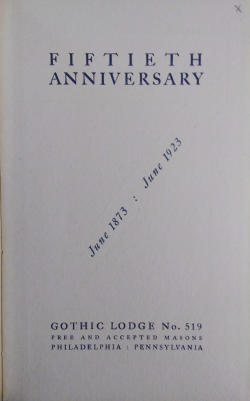 FIFTIETH
ANNIVERSARY
June 1873 : June 1923
GOTHIC LODGE No. 519
FREE AND ACCEPTED MASONS
PHILADELPHIA : PENNSYLVANIA